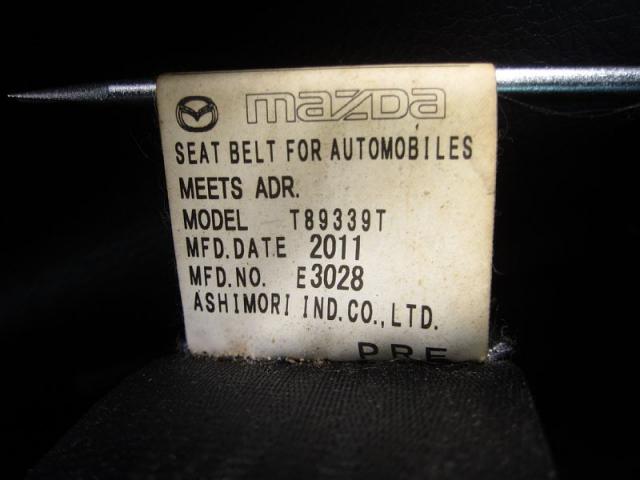 mazda
SEAT BELT FOR AUTOMOBILES
MEETS ADR.
MODEL T89339T
MFD.DATE 2011
MFD.NO. E3028
ASHIMORI IND.CO.,LTD.
PRE